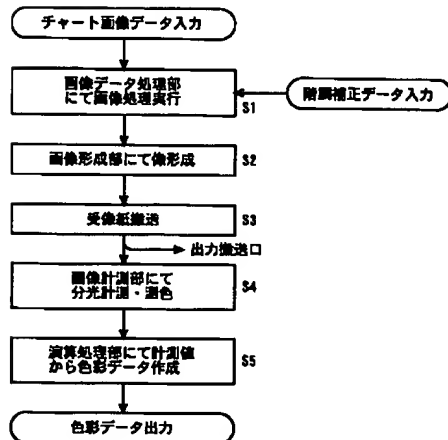 チャート画像データ入力
画像データ処理部
にて画像処理実行
S1
階調補正データ入力
画像形成部にて像形成
S2
受像紙搬送
S3
出力搬送口
画像計測部にて
分光計測・測色
S4
演算処理部にて計測値
から色彩データ作成
S5
色彩データ出力